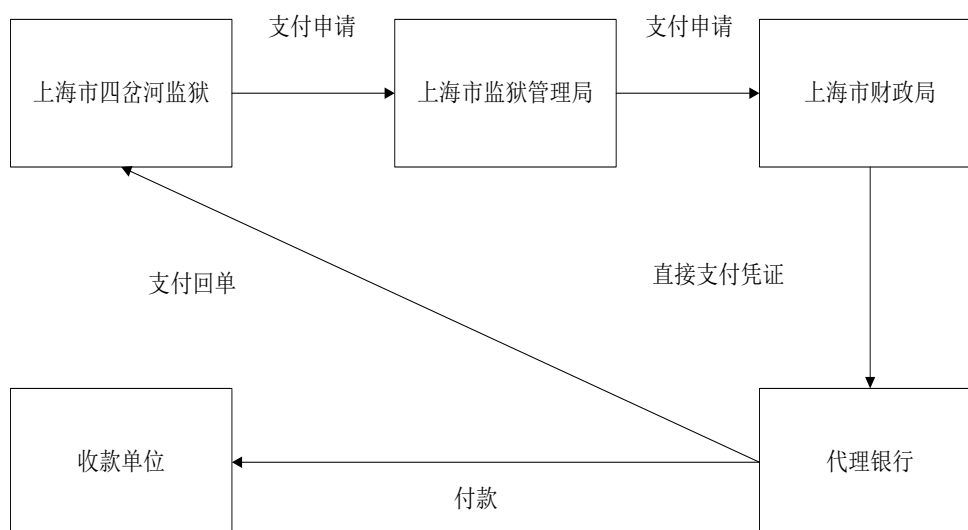 支付申请
支付申请
上海市四岔河监狱
上海市监狱管理局
上海市财政局
支付回单
直接支付凭证
收款单位
代理银行
付款